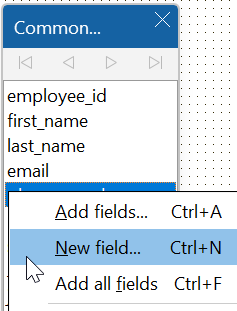 Common...
employee_id
first_name
last_name
email
Add fields... Ctrl+A
New field... Ctrl+N
Add all fields Ctrl+F